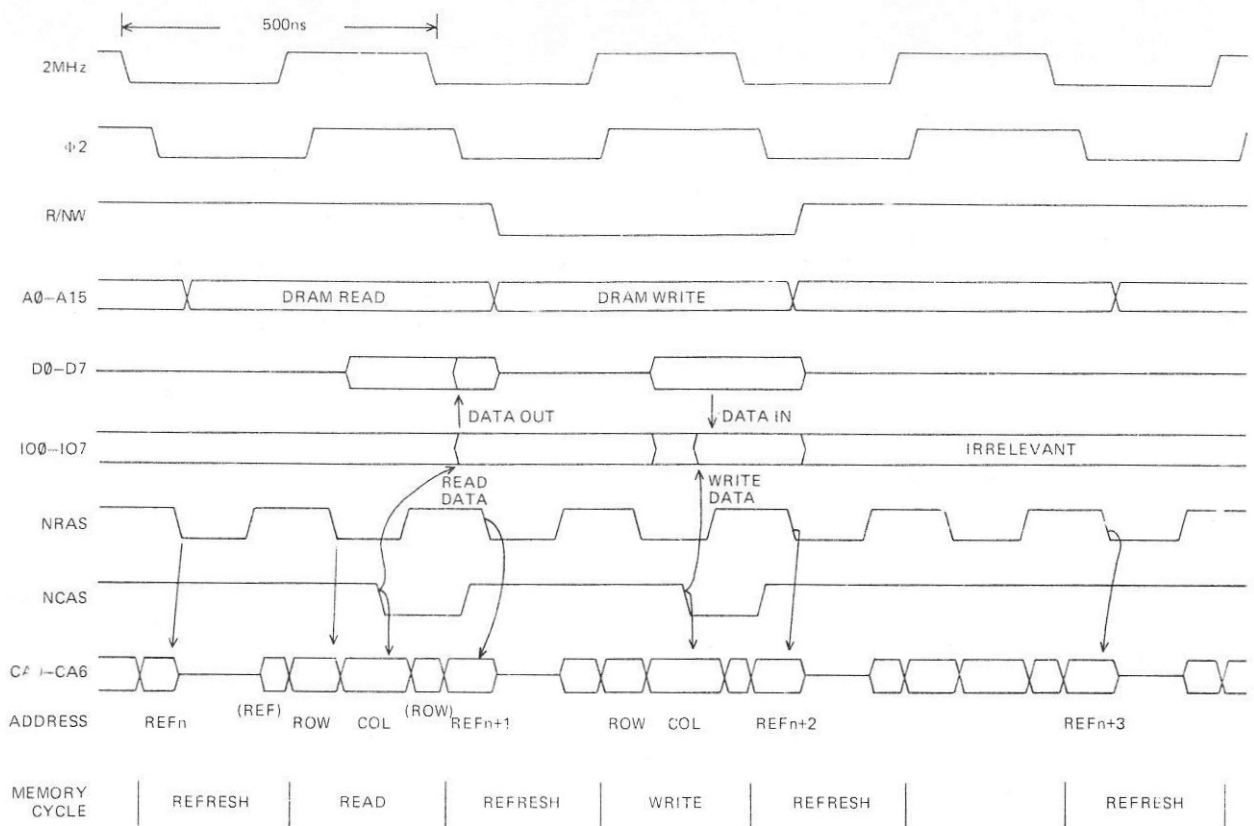 500ns
2MHz
Φ2
R/NW
AØ–A15 DRAM READ DRAM WRITE
DØ–D7
DATA OUT DATA IN
IOØ–IO7 IRRELEVANT
READ DATA WRITE DATA
NRAS
NCAS
–CA6
ADDRESS REFn (REF) ROW COL (ROW) REFn+1 ROW COL REFn+2 REFn+3
MEMORY CYCLE REFRESH READ REFRESH WRITE REFRESH REFRESH